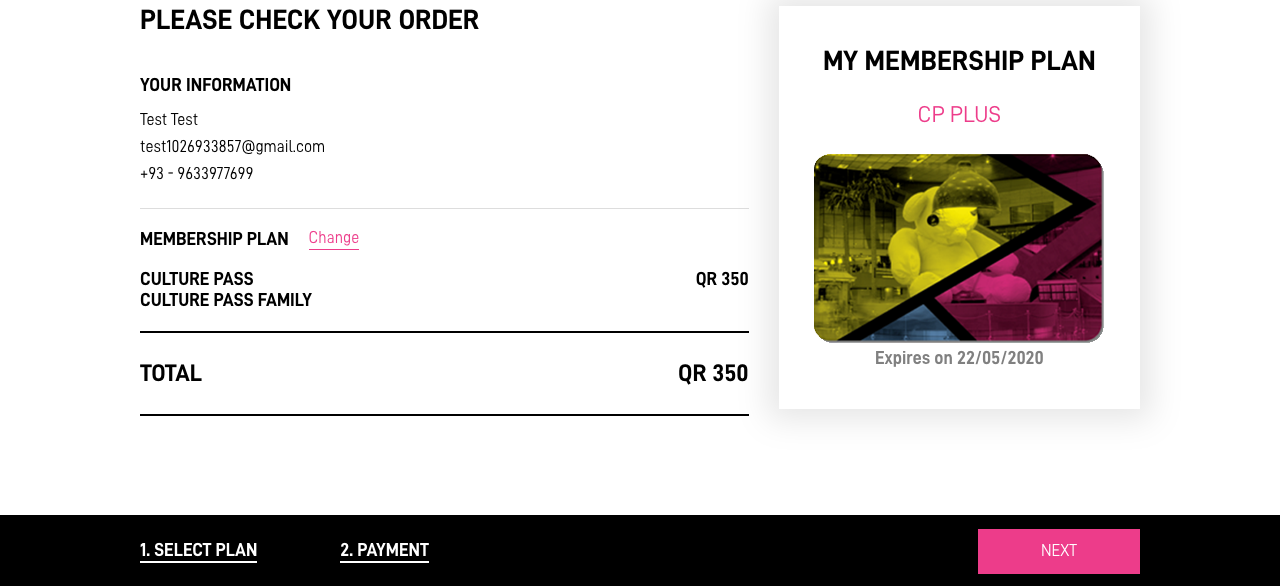 PLEASE CHECK YOUR ORDER
YOUR INFORMATION
Test Test
test1026933857@gmail.com
+93 - 9633977699
MEMBERSHIP PLAN Change
CULTURE PASS QR 350
CULTURE PASS FAMILY
TOTAL QR 350
MY MEMBERSHIP PLAN
CP PLUS
Expires on 22/05/2020
1. SELECT PLAN 2. PAYMENT NEXT